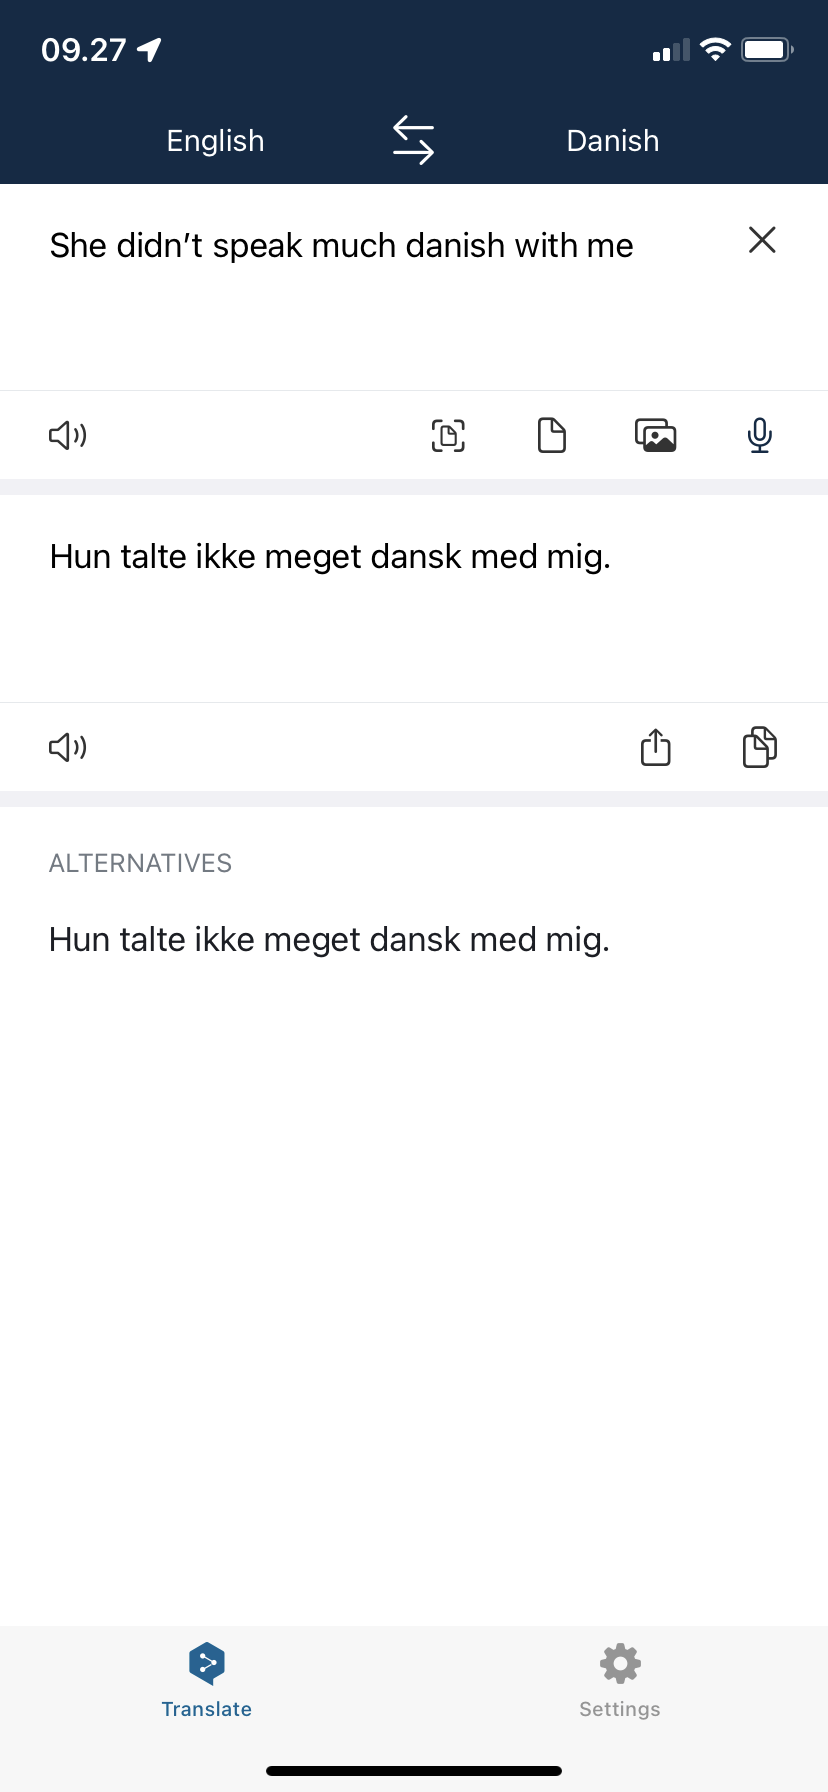 09.27
English
Danish
She didn’t speak much danish with me
Hun talte ikke meget dansk med mig.
ALTERNATIVES
Hun talte ikke meget dansk med mig.
Translate
Settings